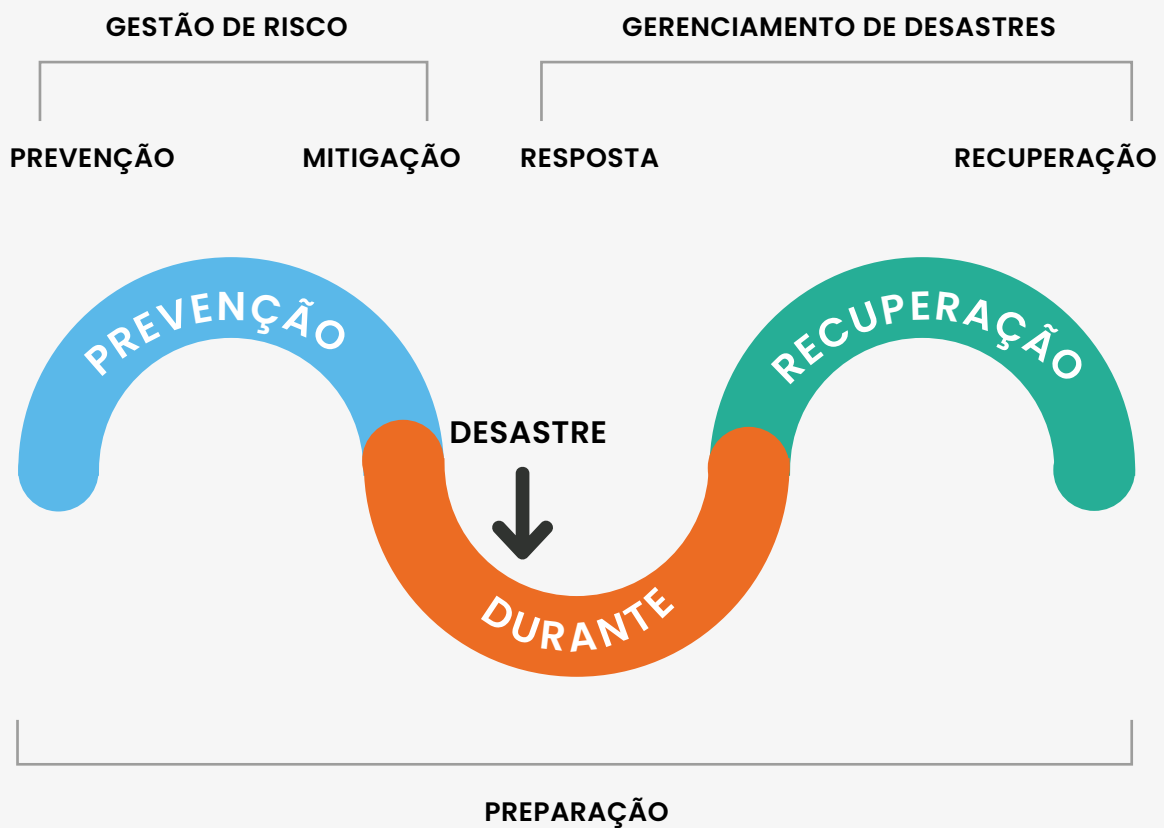 GESTÃO DE RISCO
GERENCIAMENTO DE DESASTRES
PREVENÇÃO
MITIGAÇÃO
RESPOSTA
RECUPERAÇÃO
PREVENÇÃO
RECUPERAÇÃO
DESASTRE
DURANTE
PREPARAÇÃO